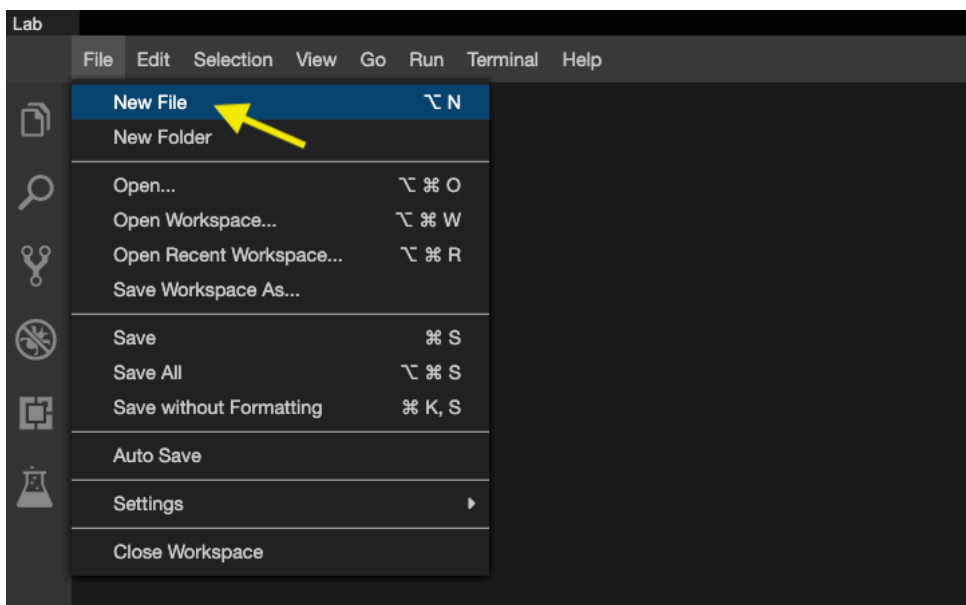 Lab
File Edit Selection View Go Run Terminal Help
New File ⌥ N
New Folder
Open... ⌥ ⌘ O
Open Workspace... ⌥ ⌘ W
Open Recent Workspace... ⌥ ⌘ R
Save Workspace As...
Save ⌘ S
Save All ⌥ ⌘ S
Save without Formatting ⌘ K, S
Auto Save
Settings
Close Workspace